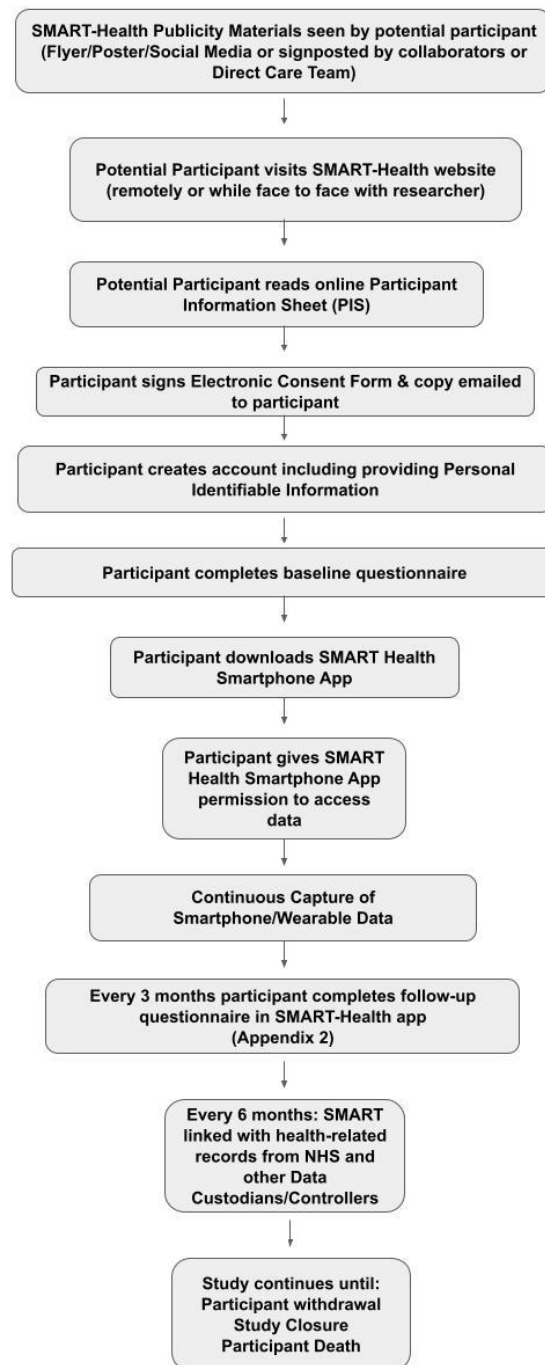 SMART-Health Publicity Materials seen by potential participant
(Flyer/Poster/Social Media or signposted by collaborators or
Direct Care Team)
Potential Participant visits SMART-Health website
(remotely or while face to face with researcher)
Potential Participant reads online Participant
Information Sheet (PIS)
Participant signs Electronic Consent Form & copy emailed
to participant
Participant creates account including providing Personal
Identifiable Information
Participant completes baseline questionnaire
Participant downloads SMART Health
Smartphone App
Participant gives SMART
Health Smartphone App
permission to access
data
Continuous Capture of
Smartphone/Wearable Data
Every 3 months participant completes follow-up
questionnaire in SMART-Health app
(Appendix 2)
Every 6 months: SMART
linked with health-related
records from NHS and
other Data
Custodians/Controllers
Study continues until:
Participant withdrawal
Study Closure
Participant Death